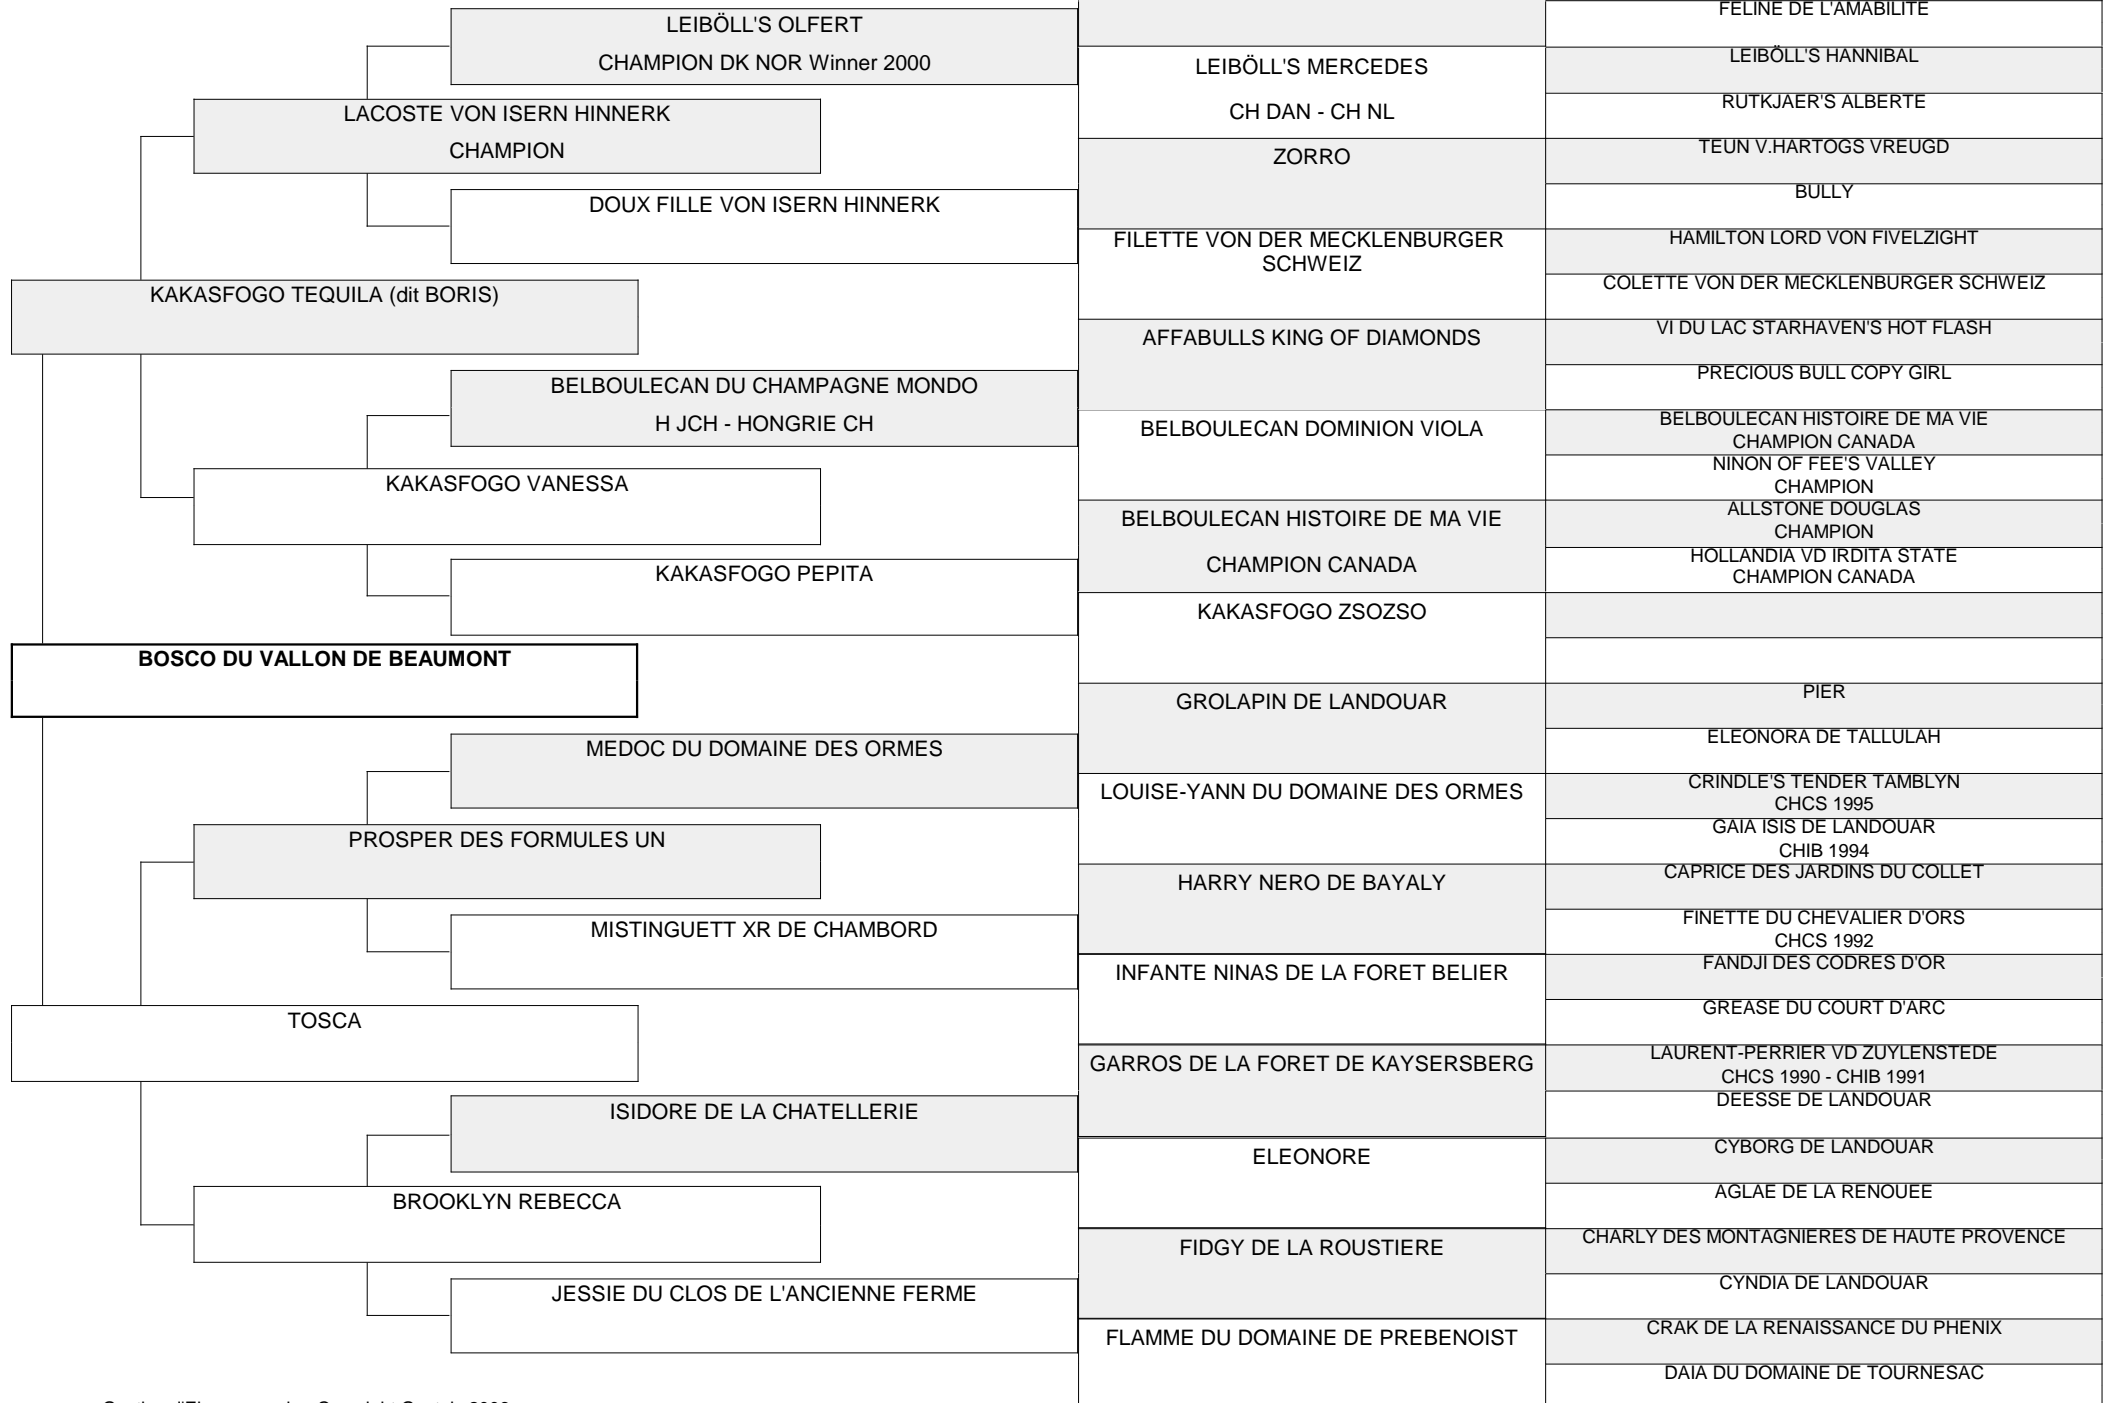 LEIBÖLL'S OLFERT
CHAMPION DK NOR Winner 2000
LACOSTE VON ISERN HINNERK
CHAMPION
DOUX FILLE VON ISERN HINNERK
KAKASFOGO TEQUILA (dit BORIS)
BELBOULECAN DU CHAMPAGNE MONDO
H JCH - HONGRIE CH
KAKASFOGO VANESSA
KAKASFOGO PEPITA
BOSCO DU VALLON DE BEAUMONT
MEDOC DU DOMAINE DES ORMES
PROSPER DES FORMULES UN
MISTINGUETT XR DE CHAMBORD
TOSCA
ISIDORE DE LA CHATELLERIE
BROOKLYN REBECCA
JESSIE DU CLOS DE L'ANCIENNE FERME
LEIBÖLL'S MERCEDES
CH DAN - CH NL
ZORRO
FILETTE VON DER MECKLENBURGER
SCHWEIZ
AFFABULLS KING OF DIAMONDS
BELBOULECAN DOMINION VIOLA
BELBOULECAN HISTOIRE DE MA VIE
CHAMPION CANADA
KAKASFOGO ZSOZSO
GROLAPIN DE LANDOUAR
LOUISE-YANN DU DOMAINE DES ORMES
HARRY NERO DE BAYALY
INFANTE NINAS DE LA FORET BELIER
GARROS DE LA FORET DE KAYSERSBERG
ELEONORE
FIDGY DE LA ROUSTIERE
FLAMME DU DOMAINE DE PREBENOIST
FELINE DE L'AMABILITE
LEIBÖLL'S HANNIBAL
RUTKJAER'S ALBERTE
TEUN V.HARTOGS VREUGD
BULLY
HAMILTON LORD VON FIVELZIGHT
COLETTE VON DER MECKLENBURGER SCHWEIZ
VI DU LAC STARHAVEN'S HOT FLASH
PRECIOUS BULL COPY GIRL
BELBOULECAN HISTOIRE DE MA VIE
CHAMPION CANADA
NINON OF FEE'S VALLEY
CHAMPION
ALLSTONE DOUGLAS
CHAMPION
HOLLANDIA VD IRDITA STATE
CHAMPION CANADA
PIER
ELEONORA DE TALLULAH
CRINDLE'S TENDER TAMBLYN
CHCS 1995
GAIA ISIS DE LANDOUAR
CHIB 1994
CAPRICE DES JARDINS DU COLLET
FINETTE DU CHEVALIER D'ORS
CHCS 1992
FANDJI DES CODRES D'OR
GREASE DU COURT D'ARC
LAURENT-PERRIER VD ZUYLENSTEDE
CHCS 1990 - CHIB 1991
DEESSE DE LANDOUAR
CYBORG DE LANDOUAR
AGLAE DE LA RENOUEE
CHARLY DES MONTAGNIERES DE HAUTE PROVENCE
CYNDIA DE LANDOUAR
CRAK DE LA RENAISSANCE DU PHENIX
DAIA DU DOMAINE DE TOURNESAC